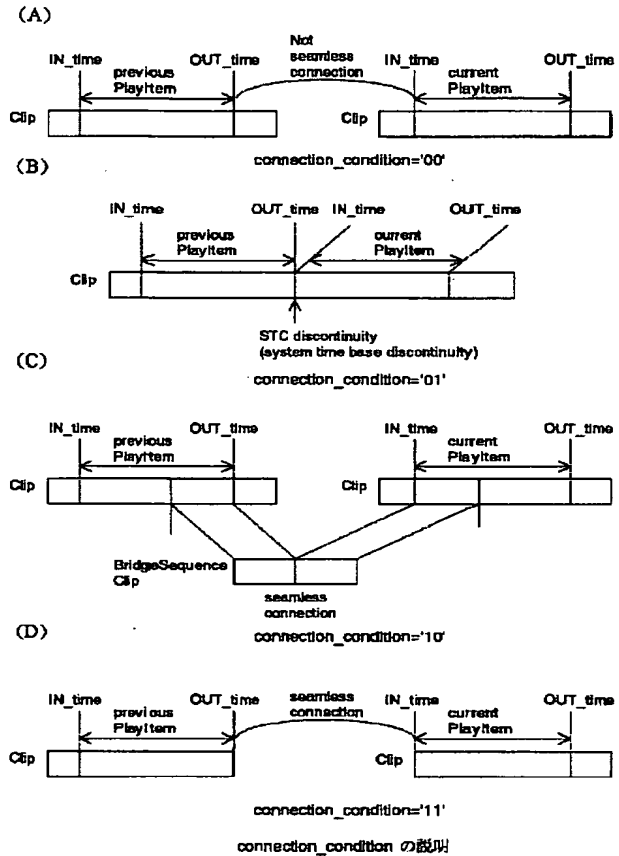 (A)
Not
seamless
connection
IN_time
OUT_time
IN_time
OUT_time
previous
PlayItem
current
PlayItem
Clip
Clip
connection_condition='00'
(B)
IN_time
OUT_time
IN_time
OUT_time
previous
PlayItem
current
PlayItem
Clip
STC discontinuity
(system time base discontinuity)
(C)
connection_condition='01'
IN_time
OUT_time
IN_time
OUT_time
previous
PlayItem
current
PlayItem
Clip
Clip
BridgeSequence
Clip
seamless
connection
(D)
connection_condition='10'
IN_time
OUT_time
seamless
connection
IN_time
OUT_time
previous
PlayItem
current
PlayItem
Clip
Clip
connection_condition='11'
connection_condition の説明